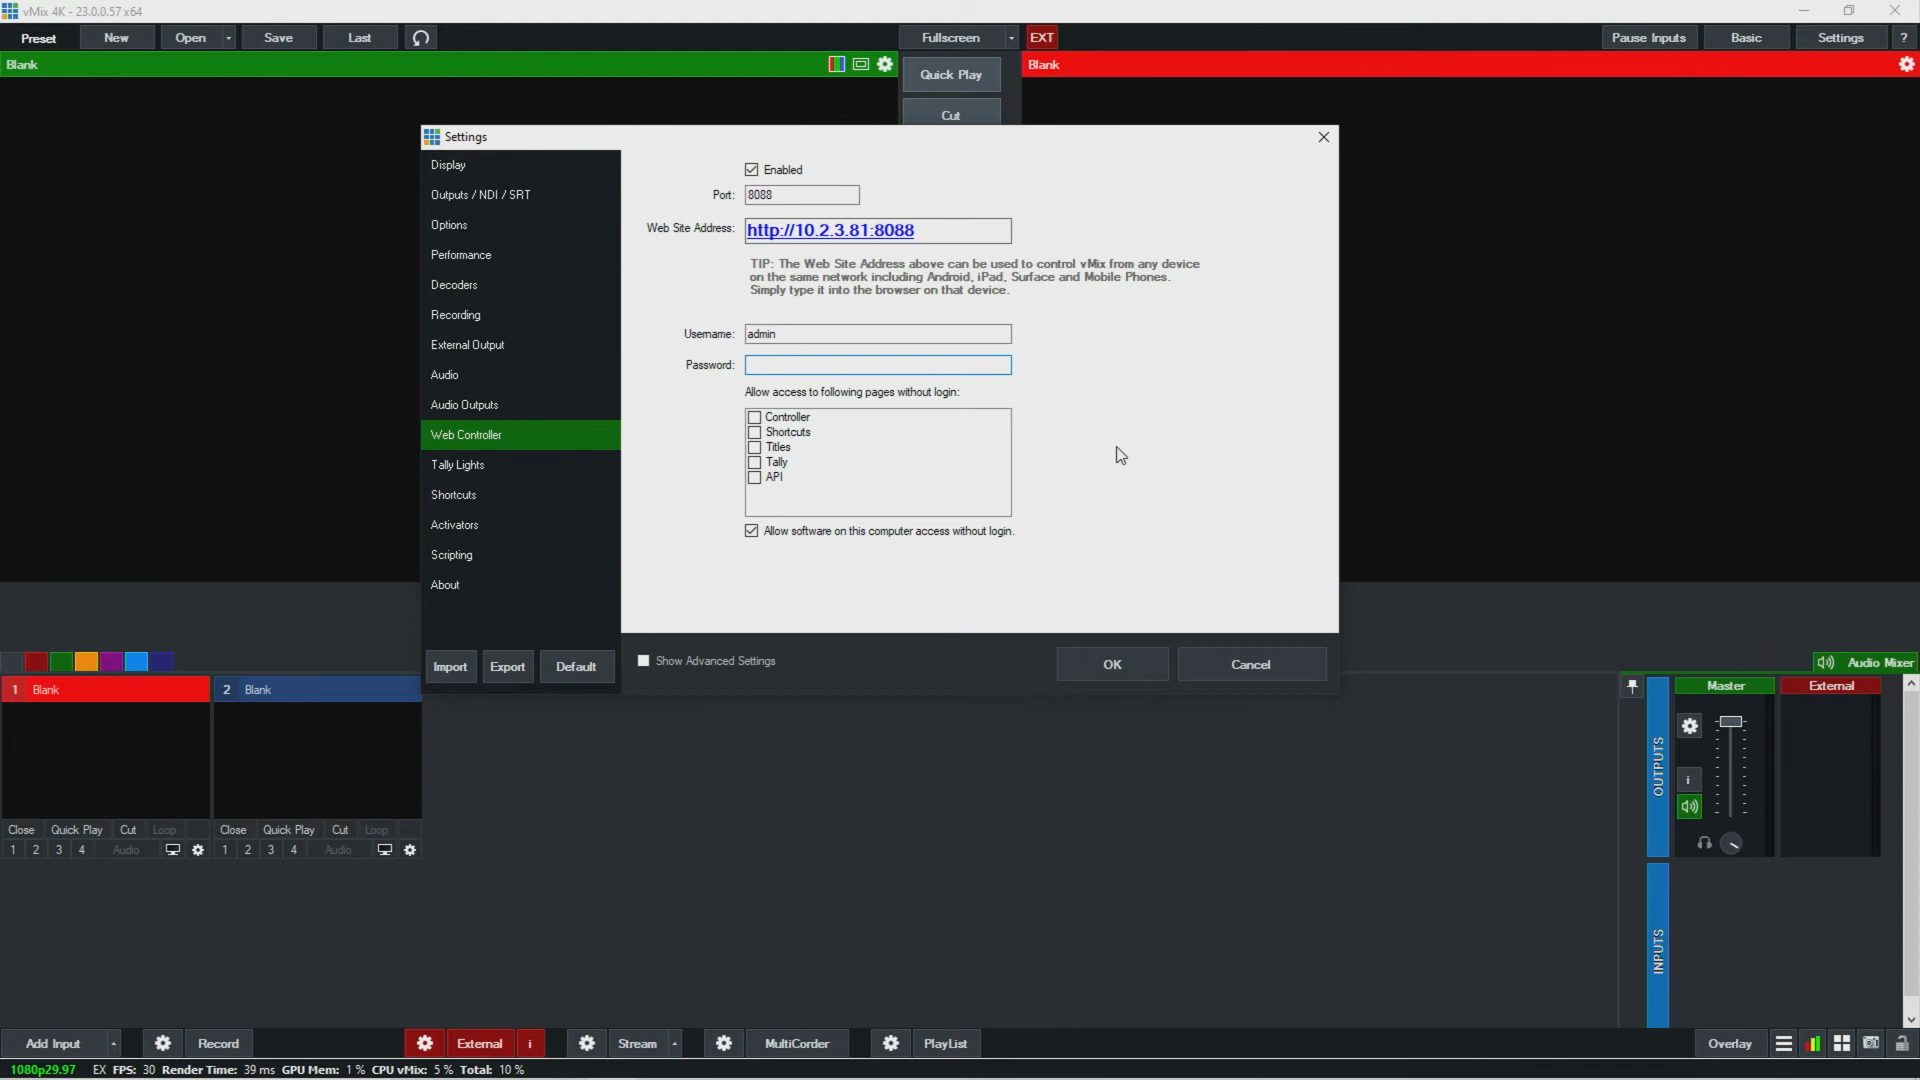 vMix 4K - 23.0.0.57 x64
Preset New Open Save Last Fullscreen EXT Pause Inputs Basic Settings ?
Blank
Quick Play
Cut
Blank
Settings
Display
Outputs / NDI / SRT
Options
Performance
Decoders
Recording
External Output
Audio
Audio Outputs
Web Controller
Tally Lights
Shortcuts
Activators
Scripting
About
Import Export Default
Enabled
Port: 8088
Web Site Address: http://10.2.3.81:8088
TIP: The Web Site Address above can be used to control vMix from any device
on the same network including Android, iPad, Surface and Mobile Phones.
Simply type it into the browser on that device.
Username: admin
Password:
Allow access to following pages without login:
Controller
Shortcuts
Titles
Tally
API
Allow software on this computer access without login.
Show Advanced Settings
OK Cancel
1 Blank
Close Quick Play Cut Loop
1 2 3 4 Audio
2 Blank
Close Quick Play Cut Loop
1 2 3 4 Audio
Audio Mixer
OUTPUTS
Master
i
External
INPUTS
Add Input Record External i Stream MultiCorder PlayList Overlay
1080p29.97 EX FPS: 30 Render Time: 39 ms GPU Mem: 1 % CPU vMix: 5 % Total: 10 %